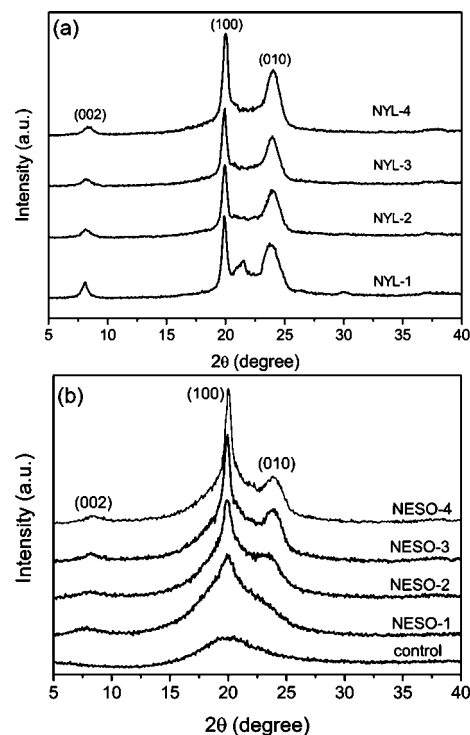 (a)
(100)
(010)
(002)
NYL-4
NYL-3
NYL-2
NYL-1
Intensity (a.u.)
5 10 15 20 25 30 35 40
2θ (degree)
(b)
(100)
(010)
(002)
NESO-4
NESO-3
NESO-2
NESO-1
control
Intensity (a.u.)
5 10 15 20 25 30 35 40
2θ (degree)